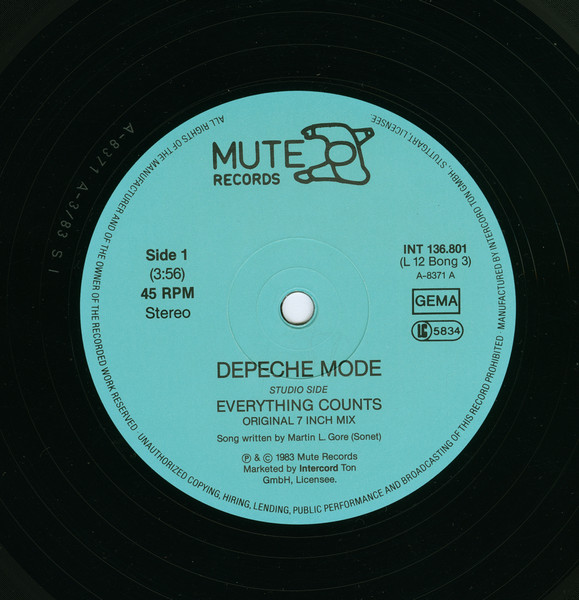 MUTE
RECORDS
Side 1
(3:56)
45 RPM
Stereo
INT 136.801
(L 12 Bong 3)
A-8371 A
GEMA
LC 5834
DEPECHE MODE
STUDIO SIDE
EVERYTHING COUNTS
ORIGINAL 7 INCH MIX
Song written by Martin L. Gore (Sonet)
Ⓟ & © 1983 Mute Records
Marketed by Intercord Ton
GmbH, Licensee.
ALL RIGHTS OF THE MANUFACTURER AND OF THE OWNER OF THE RECORDED WORK RESERVED · UNAUTHORIZED COPYING, HIRING, LENDING, PUBLIC PERFORMANCE AND BROADCASTING OF THIS RECORD PROHIBITED MANUFACTURED BY INTERCORD TON GMBH, STUTTGART, LICENSEE
A-8371 A-3/83 S I